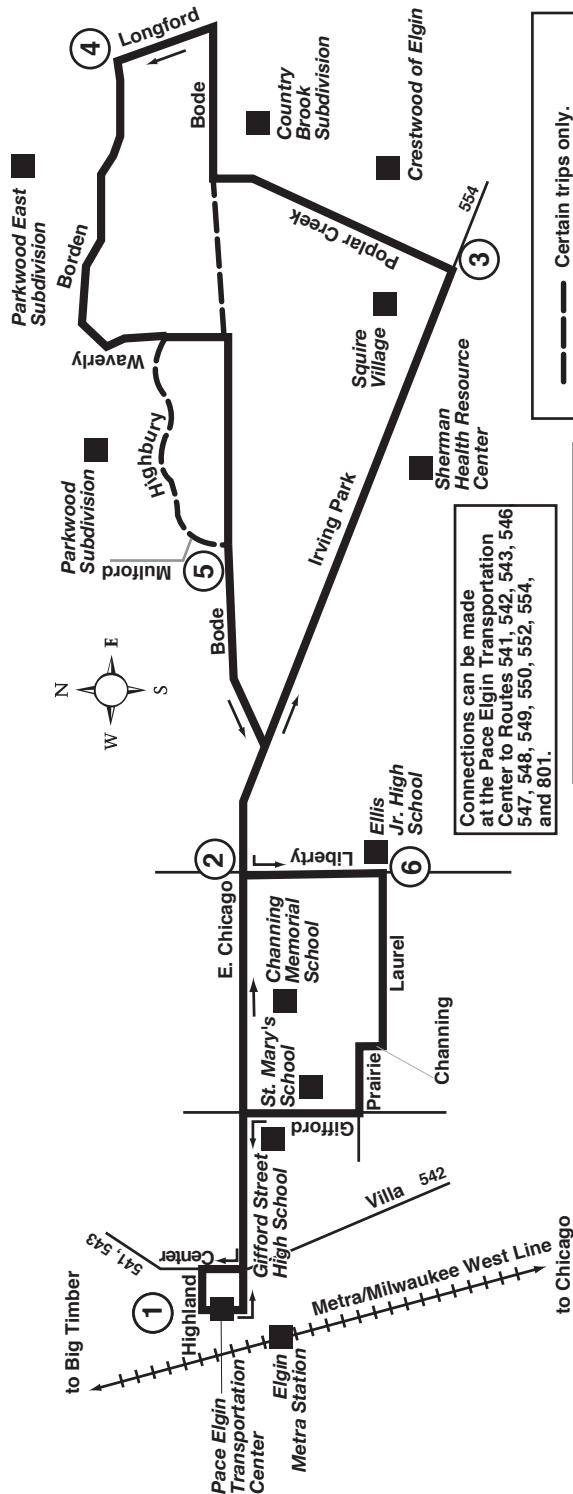 to Big Timber
541, 543
1
Highland
Center
Pace Elgin
Transportation
Center
Elgin
Metra Station
Metra/Milwaukee West Line
to Chicago
Villa
542
Gifford Street
High School
Gifford
St. Mary's
School
Channing
Memorial
School
Prairie
Channing
Laurel
E. Chicago
2
Liberty
6
Ellis
Jr. High
School
N
W
E
S
Bode
5
Mulford
Parkwood
Subdivision
Highbury
Waverly
Borden
Parkwood East
Subdivision
4
Longford
Bode
Country
Brook
Subdivision
Crestwood of Elgin
Poplar Creek
554
3
Squire
Village
Irving Park
Sherman
Health Resource
Center
Connections can be made
at the Pace Elgin Transportation
Center to Routes 541, 542, 543, 546,
547, 548, 549, 550, 552, 554,
and 801.
Certain trips only.